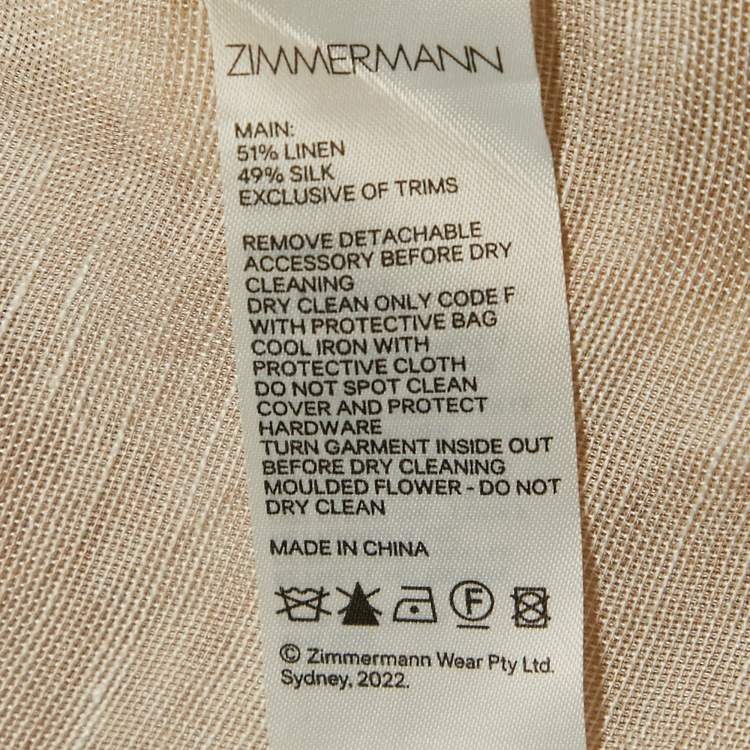 ZIMMERMANN
MAIN:
51% LINEN
49% SILK
EXCLUSIVE OF TRIMS
REMOVE DETACHABLE
ACCESSORY BEFORE DRY
CLEANING
DRY CLEAN ONLY CODE F
WITH PROTECTIVE BAG
COOL IRON WITH
PROTECTIVE CLOTH
DO NOT SPOT CLEAN
COVER AND PROTECT
HARDWARE
TURN GARMENT INSIDE OUT
BEFORE DRY CLEANING
MOULDED FLOWER - DO NOT
DRY CLEAN
MADE IN CHINA
F
© Zimmermann Wear Pty Ltd.
Sydney, 2022.